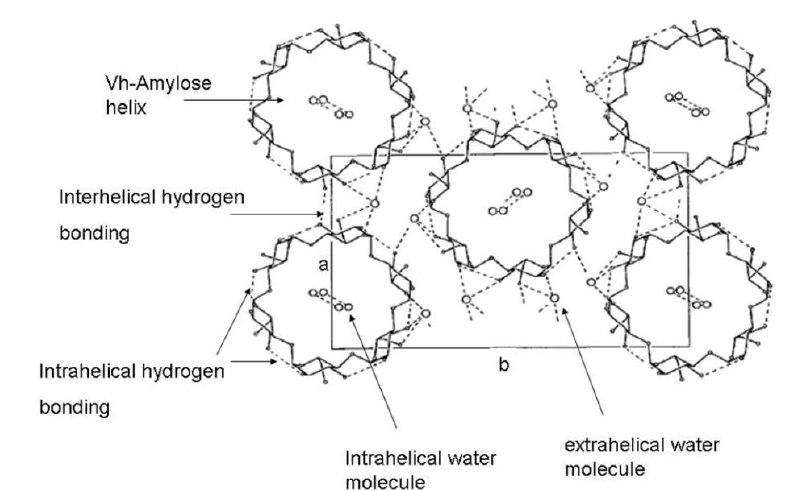 Vh-Amylose
helix
Interhelical hydrogen
bonding
a
b
Intrahelical hydrogen
bonding
Intrahelical water
molecule
extrahelical water
molecule